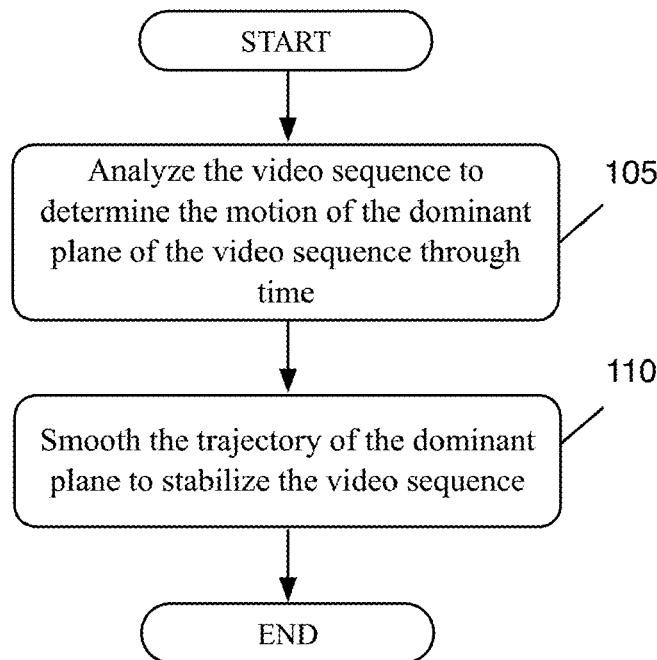 START
Analyze the video sequence to
determine the motion of the dominant
plane of the video sequence through
time
105
Smooth the trajectory of the dominant
plane to stabilize the video sequence
110
END